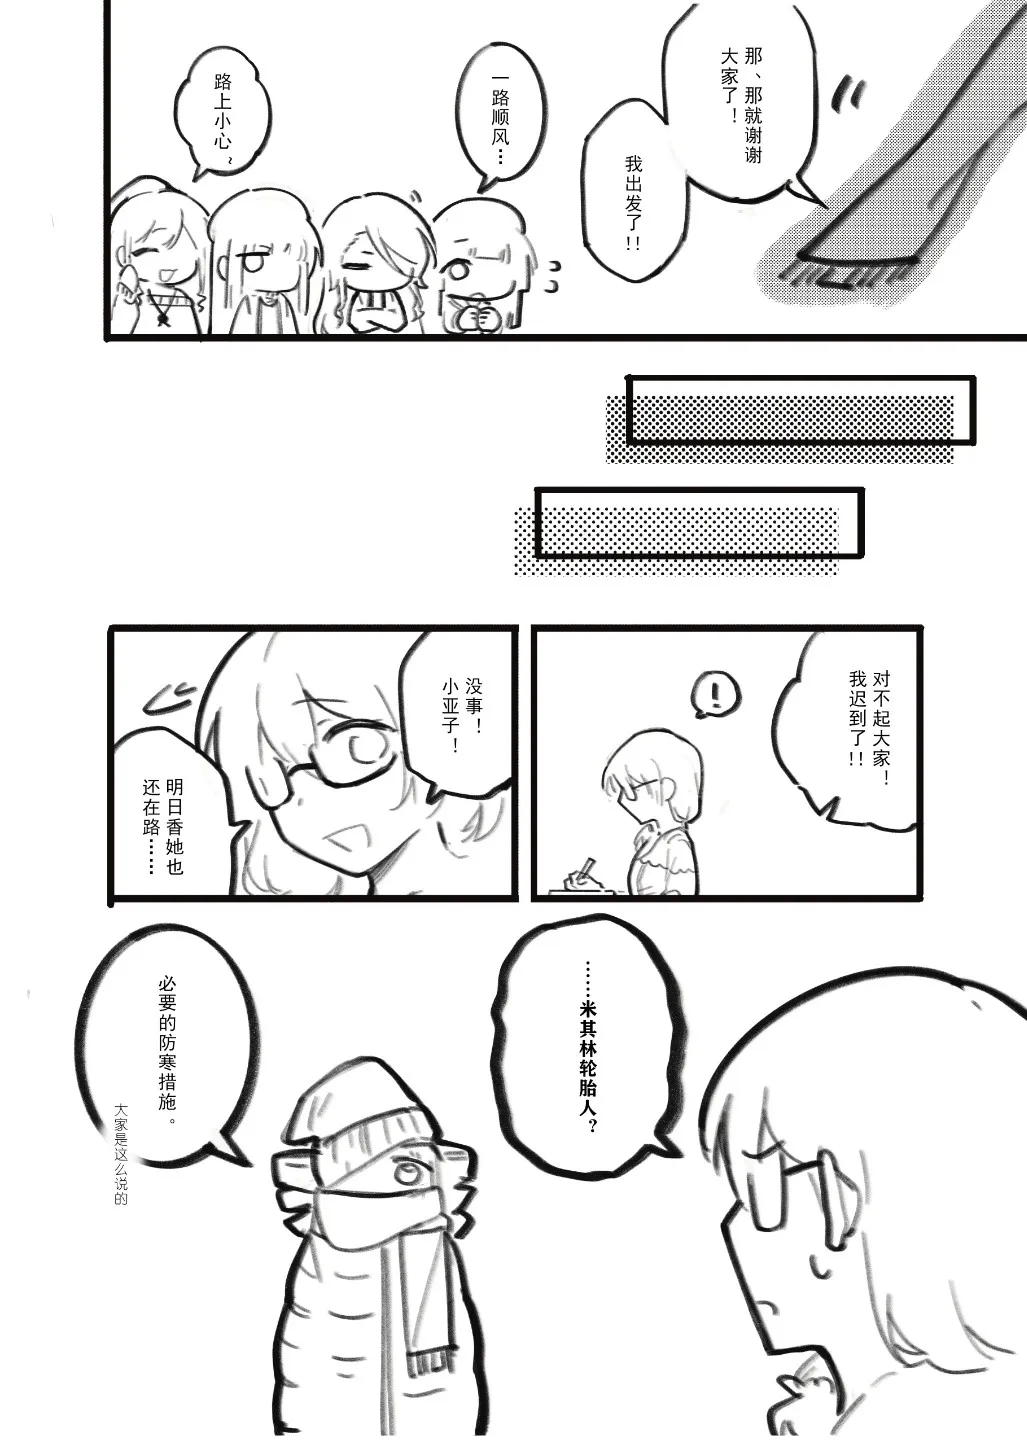 那、那就谢谢
大家了！
我出发了!!
一路顺风…
路上小心~
对不起大家！
我迟到了!!
!
没事！
小亚子！
明日香她也
还在路……
……米其林轮胎人？
必要的防寒措施。
大家是这么说的